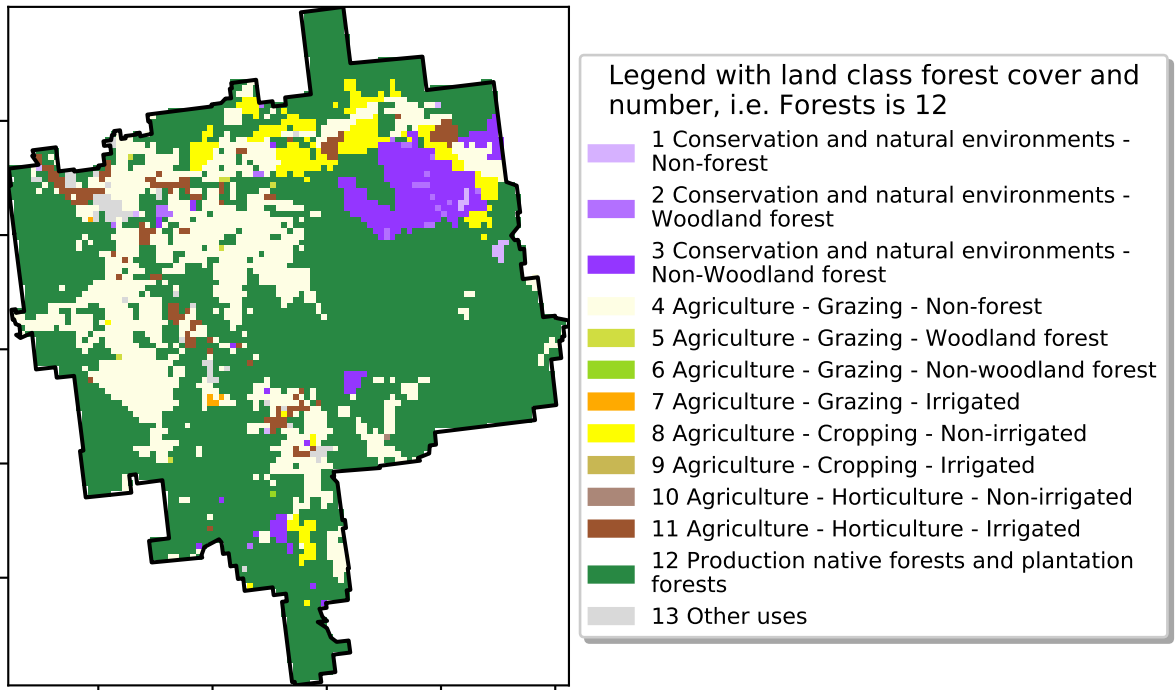 Legend with land class forest cover and
number, i.e. Forests is 12
1 Conservation and natural environments -
Non-forest
2 Conservation and natural environments -
Woodland forest
3 Conservation and natural environments -
Non-Woodland forest
4 Agriculture - Grazing - Non-forest
5 Agriculture - Grazing - Woodland forest
6 Agriculture - Grazing - Non-woodland forest
7 Agriculture - Grazing - Irrigated
8 Agriculture - Cropping - Non-irrigated
9 Agriculture - Cropping - Irrigated
10 Agriculture - Horticulture - Non-irrigated
11 Agriculture - Horticulture - Irrigated
12 Production native forests and plantation
forests
13 Other uses